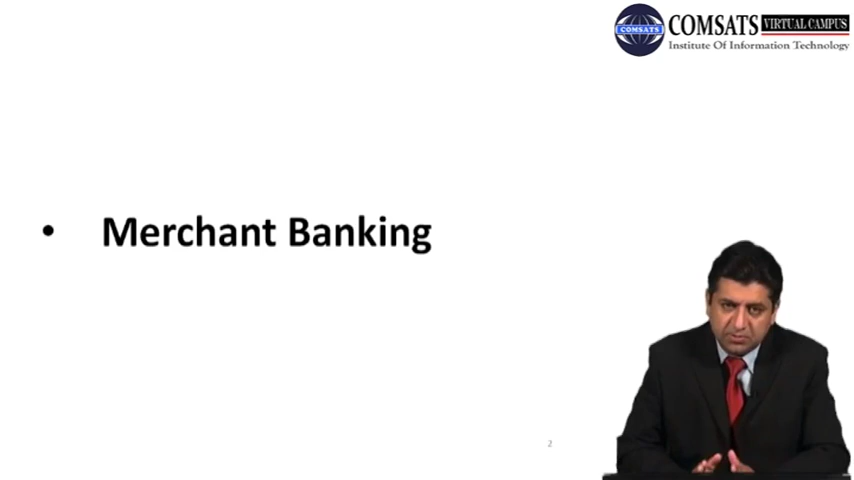 COMSATS
COMSATS VIRTUAL CAMPUS
Institute Of Information Technology
• Merchant Banking
2